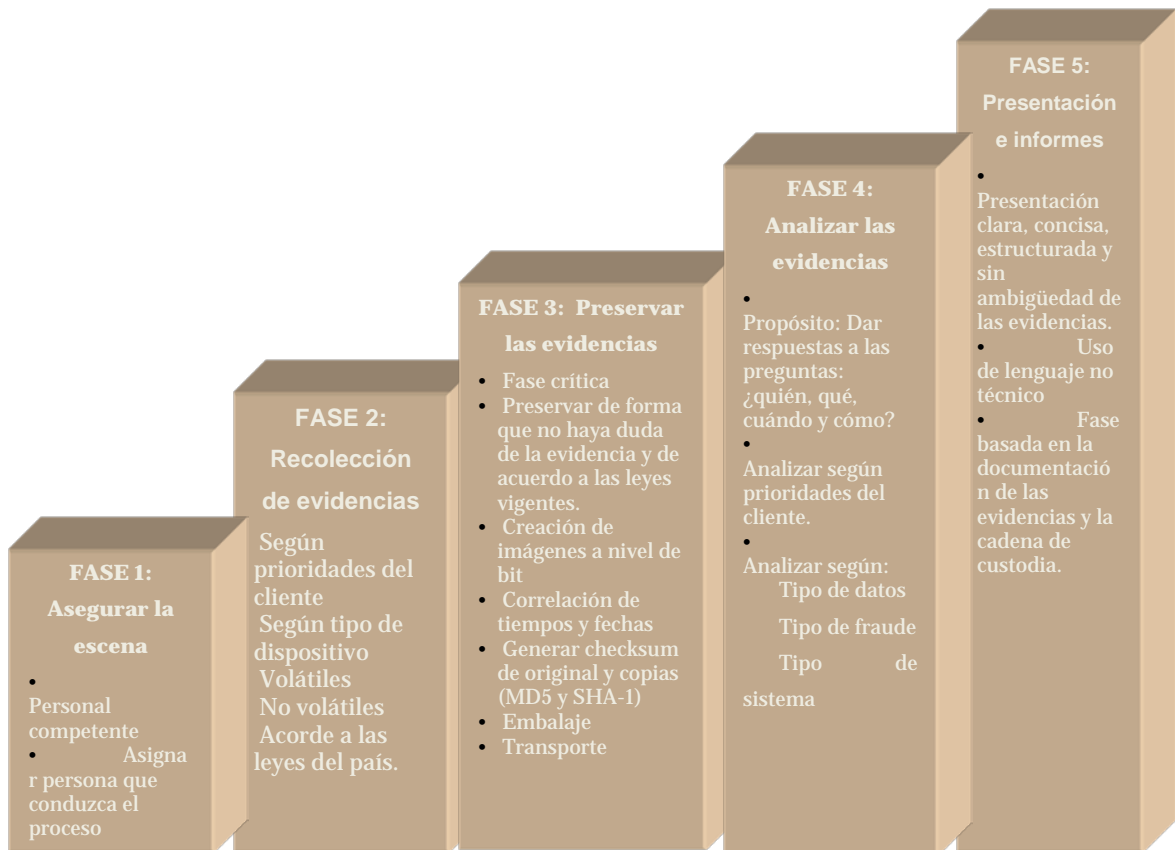 FASE 1:
Asegurar la
escena
•
Personal
competente
• Asigna
r persona que
conduzca el
proceso
FASE 2:
Recolección
de evidencias
Según
prioridades del
cliente
Según tipo de
dispositivo
Volátiles
No volátiles
Acorde a las
leyes del país.
FASE 3: Preservar
las evidencias
• Fase crítica
• Preservar de forma
que no haya duda
de la evidencia y de
acuerdo a las leyes
vigentes.
• Creación de
imágenes a nivel de
bit
• Correlación de
tiempos y fechas
• Generar checksum
de original y copias
(MD5 y SHA-1)
• Embalaje
• Transporte
FASE 4:
Analizar las
evidencias
•
Propósito: Dar
respuestas a las
preguntas:
¿quién, qué,
cuándo y cómo?
•
Analizar según
prioridades del
cliente.
•
Analizar según:
Tipo de datos
Tipo de fraude
Tipo de
sistema
FASE 5:
Presentación
e informes
•
Presentación
clara, concisa,
estructurada y
sin
ambigüedad de
las evidencias.
• Uso
de lenguaje no
técnico
• Fase
basada en la
documentació
n de las
evidencias y la
cadena de
custodia.